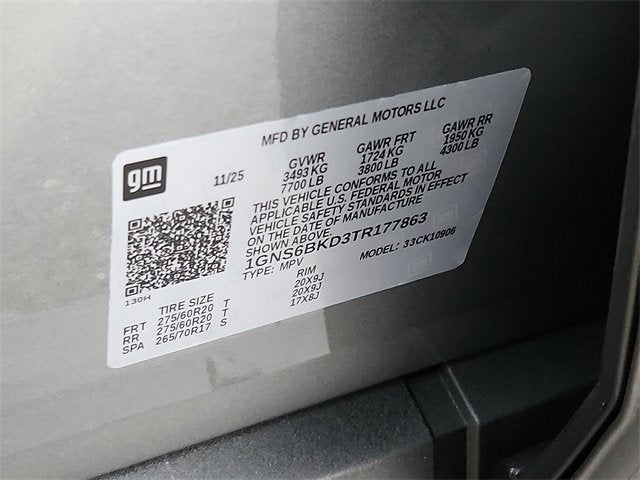 MFD BY GENERAL MOTORS LLC
gm
11/25
GVWR GAWR FRT GAWR RR
3493 KG 1724 KG 1950 KG
7700 LB 3800 LB 4300 LB
THIS VEHICLE CONFORMS TO ALL
APPLICABLE U.S. FEDERAL MOTOR
VEHICLE SAFETY STANDARDS IN EFFECT
ON THE DATE OF MANUFACTURE
SHOWN ABOVE.
1GNS6BKD3TR177863
TYPE: MPV MODEL: 33CK10906
130H
TIRE SIZE RIM
FRT 275/60R20 T 20X9J
RR 275/60R20 T 20X9J
SPA 265/70R17 S 17X8J